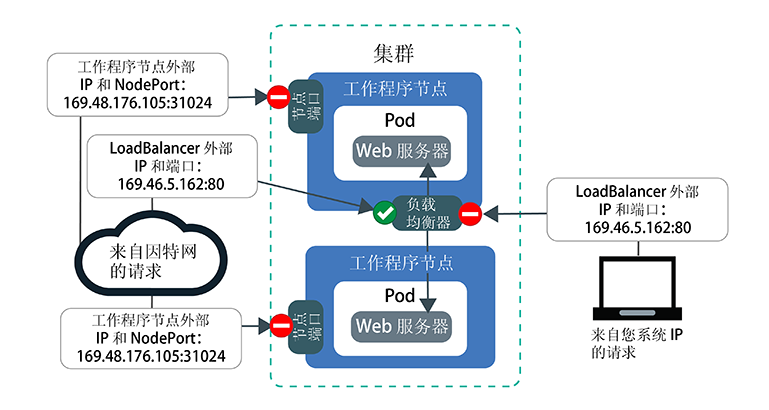 集群
工作程序节点外部
IP 和 NodePort：
169.48.176.105:31024
节点
端口
工作程序节点
Pod
Web 服务器
LoadBalancer 外部
IP 和端口：
169.46.5.162:80
负载
均衡器
LoadBalancer 外部
IP 和端口：
169.46.5.162:80
来自因特网
的请求
工作程序节点
Pod
Web 服务器
节点
端口
工作程序节点外部
IP 和 NodePort：
169.48.176.105:31024
来自您系统 IP
的请求